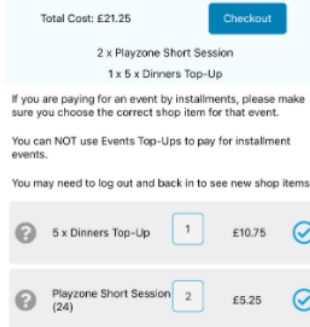 Total Cost: £21.25 Checkout
2 x Playzone Short Session
1 x 5 x Dinners Top-Up
If you are paying for an event by installments, please make
sure you choose the correct shop item for that event.
You can NOT use Events Top-Ups to pay for installment
events.
You may need to log out and back in to see new shop items
? 5 x Dinners Top-Up 1 £10.75
? Playzone Short Session 2 £5.25
(24)